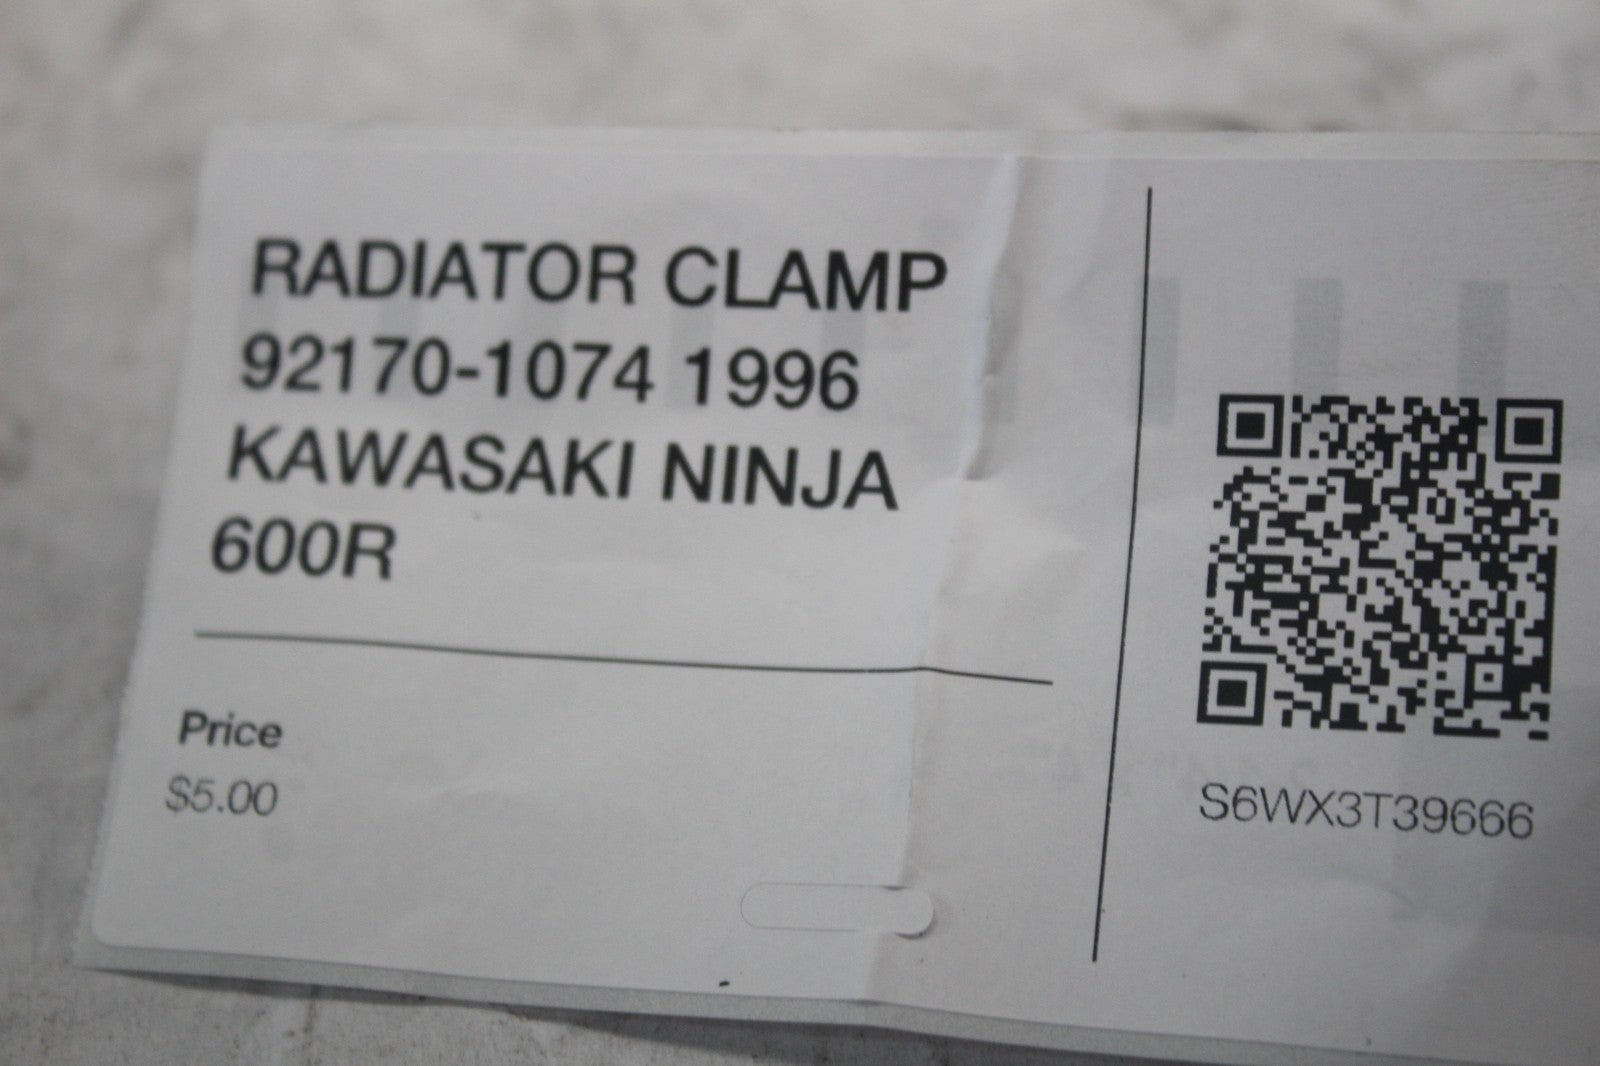 RADIATOR CLAMP
92170-1074 1996
KAWASAKI NINJA
600R
Price
$5.00
S6WX3T39666